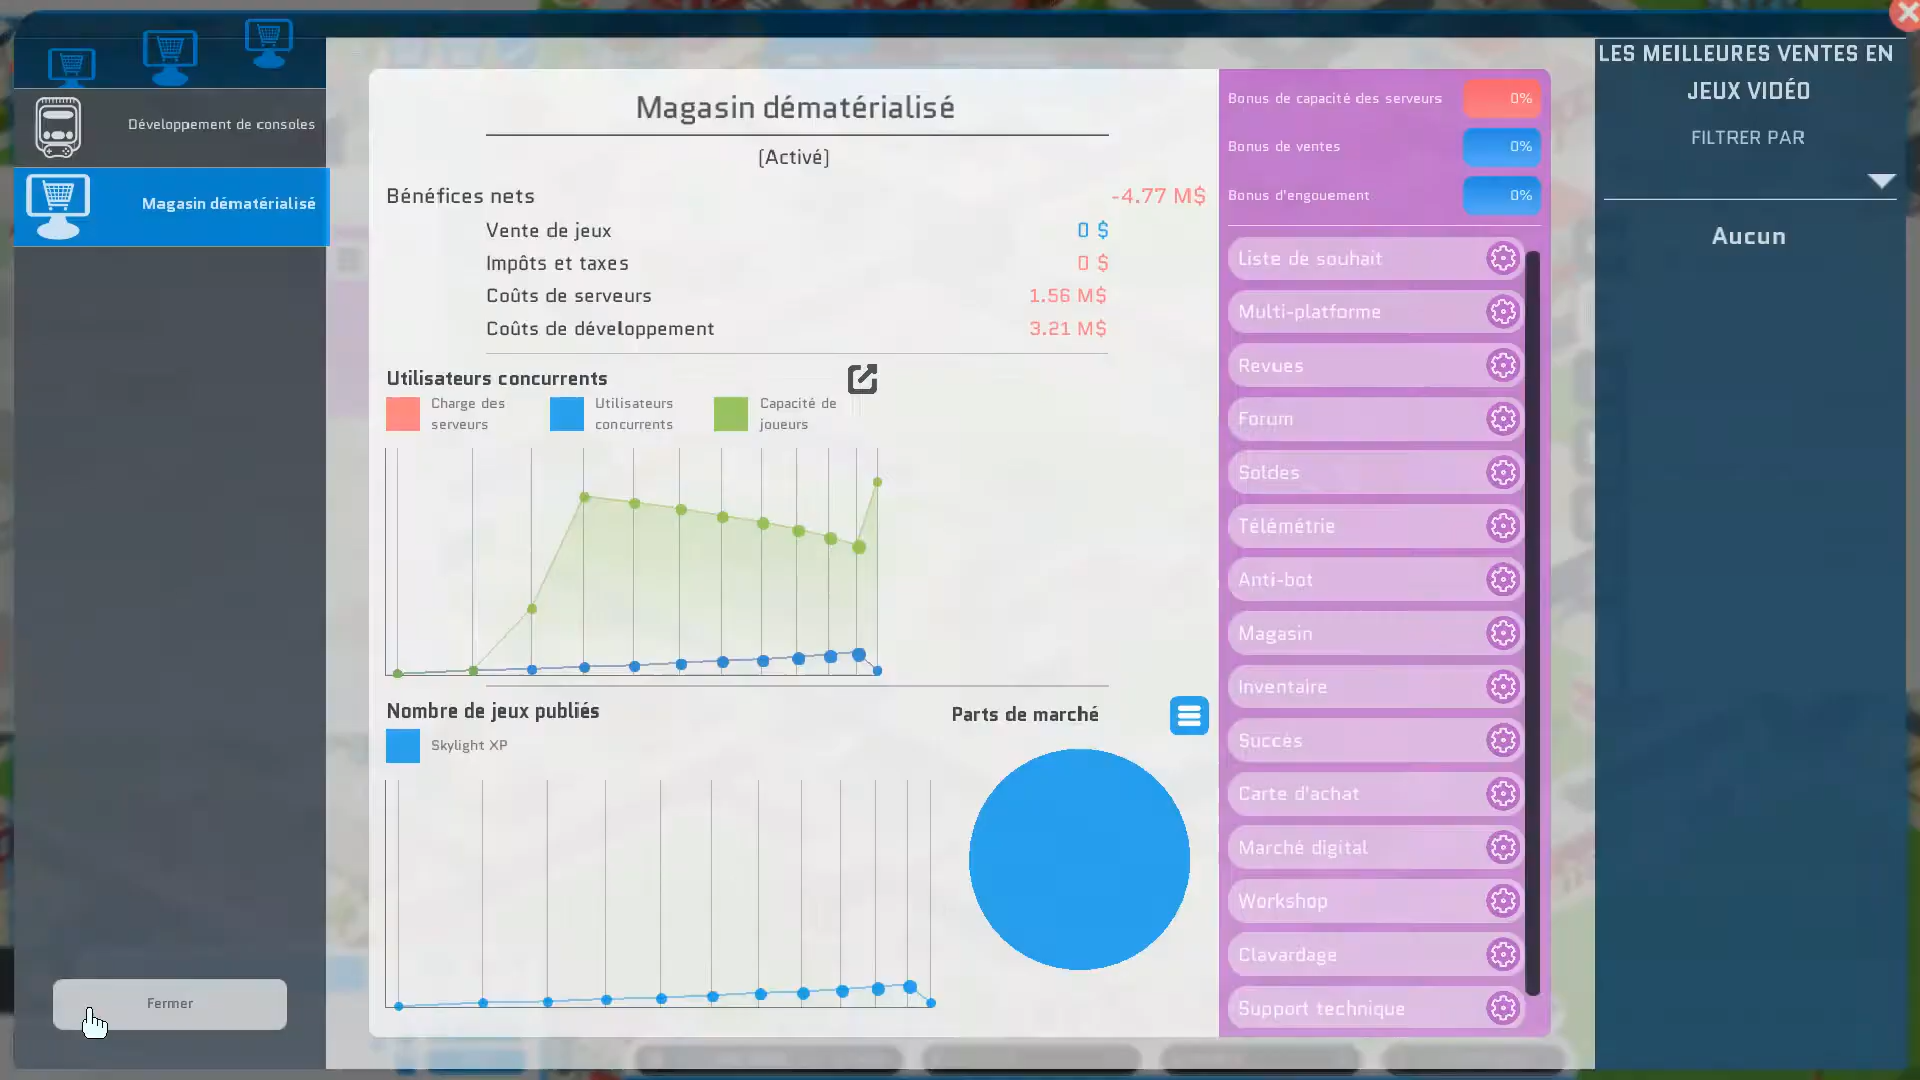 Développement de consoles
Magasin dématérialisé
Fermer
Magasin dématérialisé
(Activé)
Bénéfices nets -4.77 M$
Vente de jeux 0 $
Impôts et taxes 0 $
Coûts de serveurs 1.56 M$
Coûts de développement 3.21 M$
Utilisateurs concurrents
Charge des
serveurs
Utilisateurs
concurrents
Capacité de
joueurs
Nombre de jeux publiés
Skylight XP
Parts de marché
Bonus de capacité des serveurs 0%
Bonus de ventes 0%
Bonus d'engouement 0%
Liste de souhait
Multi-platforme
Revues
Forum
Soldes
Télémétrie
Anti-bot
Magasin
Inventaire
Succès
Carte d'achat
Marché digital
Workshop
Clavardage
Support technique
LES MEILLEURES VENTES EN
JEUX VIDÉO
FILTRER PAR
Aucun